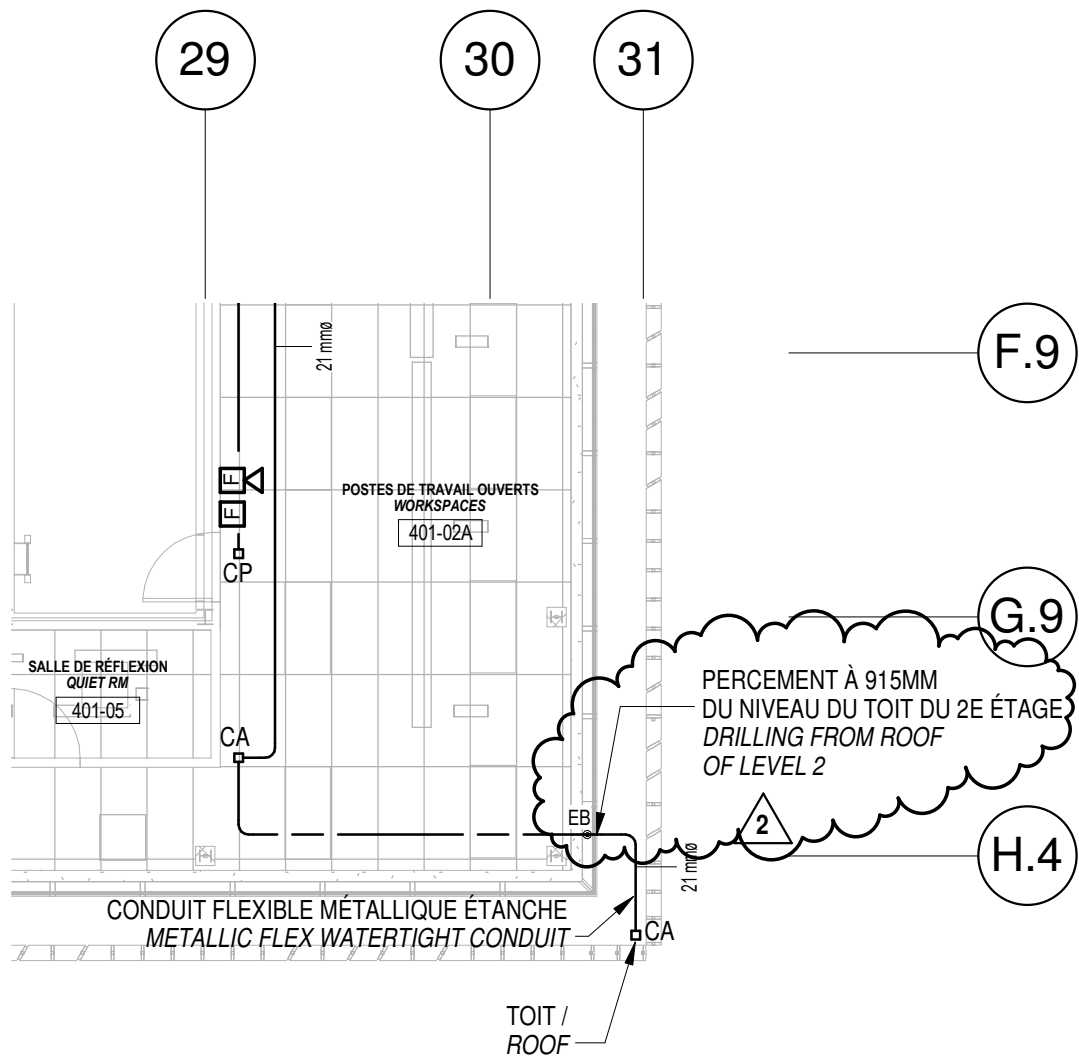 29
30
31
F.9
21 mmø
F
POSTES DE TRAVAIL OUVERTS
WORKSPACES
401-02A
F
CP
G.9
SALLE DE RÉFLEXION
QUIET RM
401-05
PERCEMENT À 915MM
DU NIVEAU DU TOIT DU 2E ÉTAGE
DRILLING FROM ROOF
OF LEVEL 2
CA
EB
2
H.4
21 mmø
CONDUIT FLEXIBLE MÉTALLIQUE ÉTANCHE
METALLIC FLEX WATERTIGHT CONDUIT
CA
TOIT /
ROOF